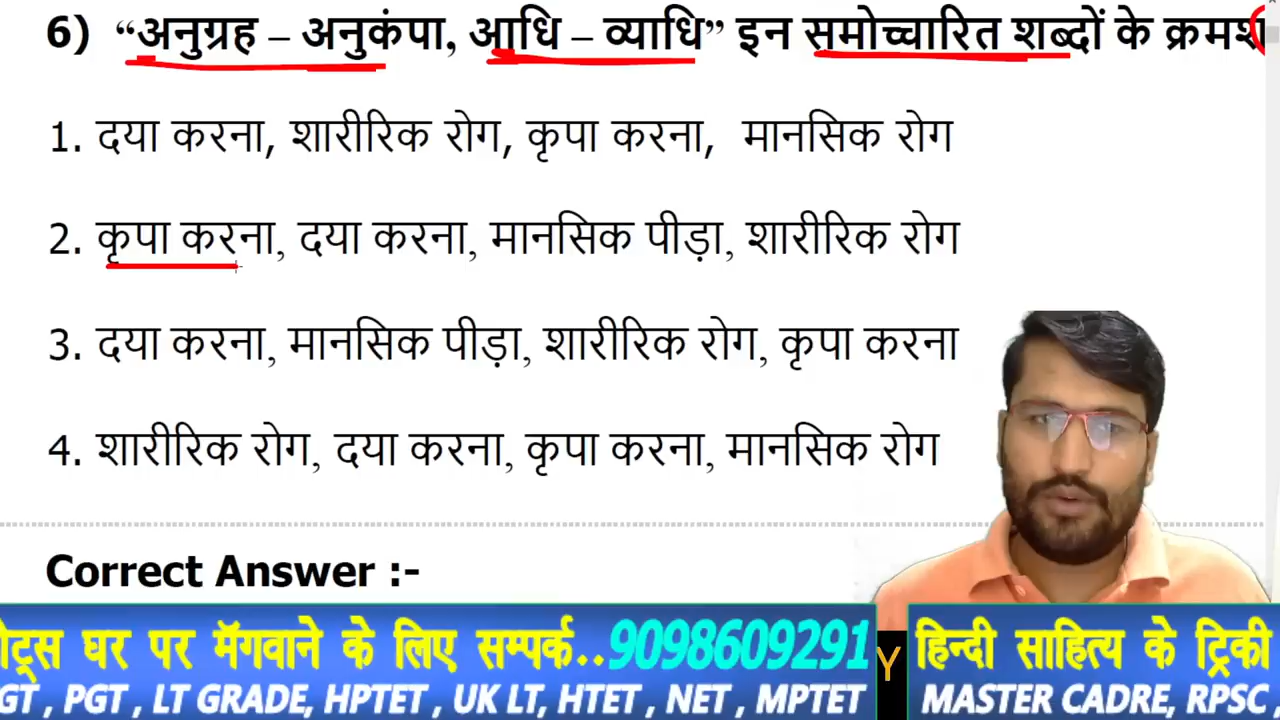 6) “अनुग्रह – अनुकंपा, आधि – व्याधि” इन समोच्चारित शब्दों के क्रमश
1. दया करना, शारीरिक रोग, कृपा करना, मानसिक रोग
2. कृपा करना, दया करना, मानसिक पीड़ा, शारीरिक रोग
3. दया करना, मानसिक पीड़ा, शारीरिक रोग, कृपा करना
4. शारीरिक रोग, दया करना, कृपा करना, मानसिक रोग
Correct Answer :-
घर पर मॅगवाने के लिए सम्पर्क..9098609291 Y हिन्दी साहित्य के ट्रिकी
PGT , LT GRADE, HPTET , UK LT, HTET , NET , MPTET MASTER CADRE, RPSC ,